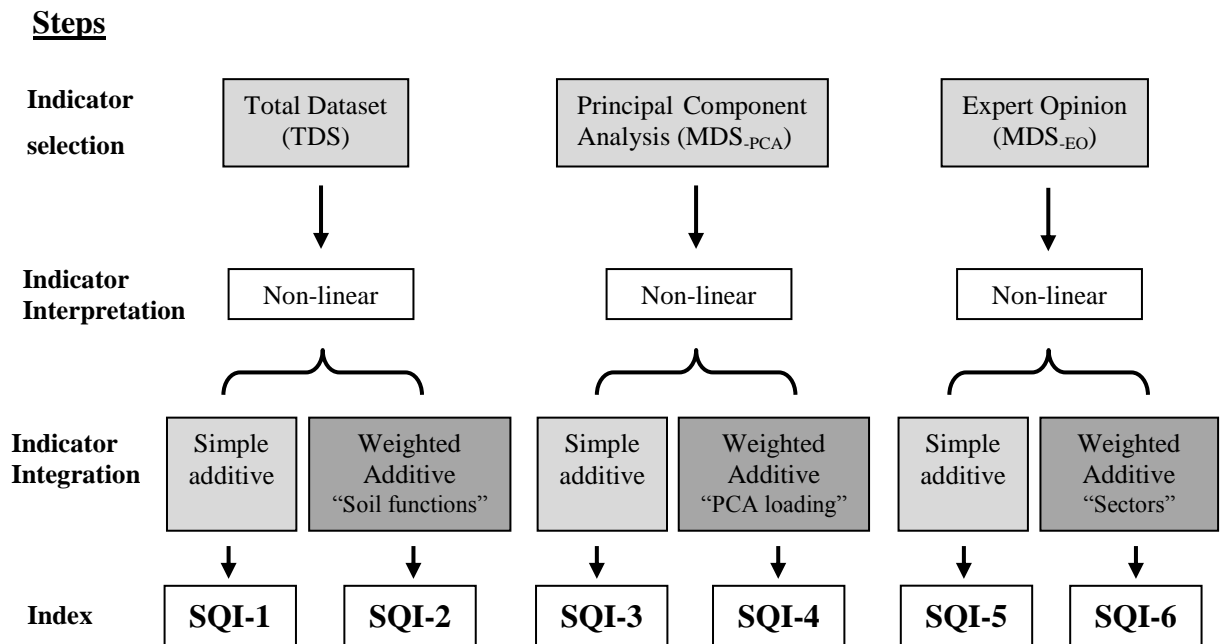 Steps
Indicator
selection
Total Dataset
(TDS)
Principal Component
Analysis (MDS-PCA)
Expert Opinion
(MDS-EO)
Indicator
Interpretation
Non-linear
Non-linear
Non-linear
Indicator
Integration
Simple
additive
Weighted
Additive
“Soil functions”
Simple
additive
Weighted
Additive
“PCA loading”
Simple
additive
Weighted
Additive
“Sectors”
Index
SQI-1
SQI-2
SQI-3
SQI-4
SQI-5
SQI-6